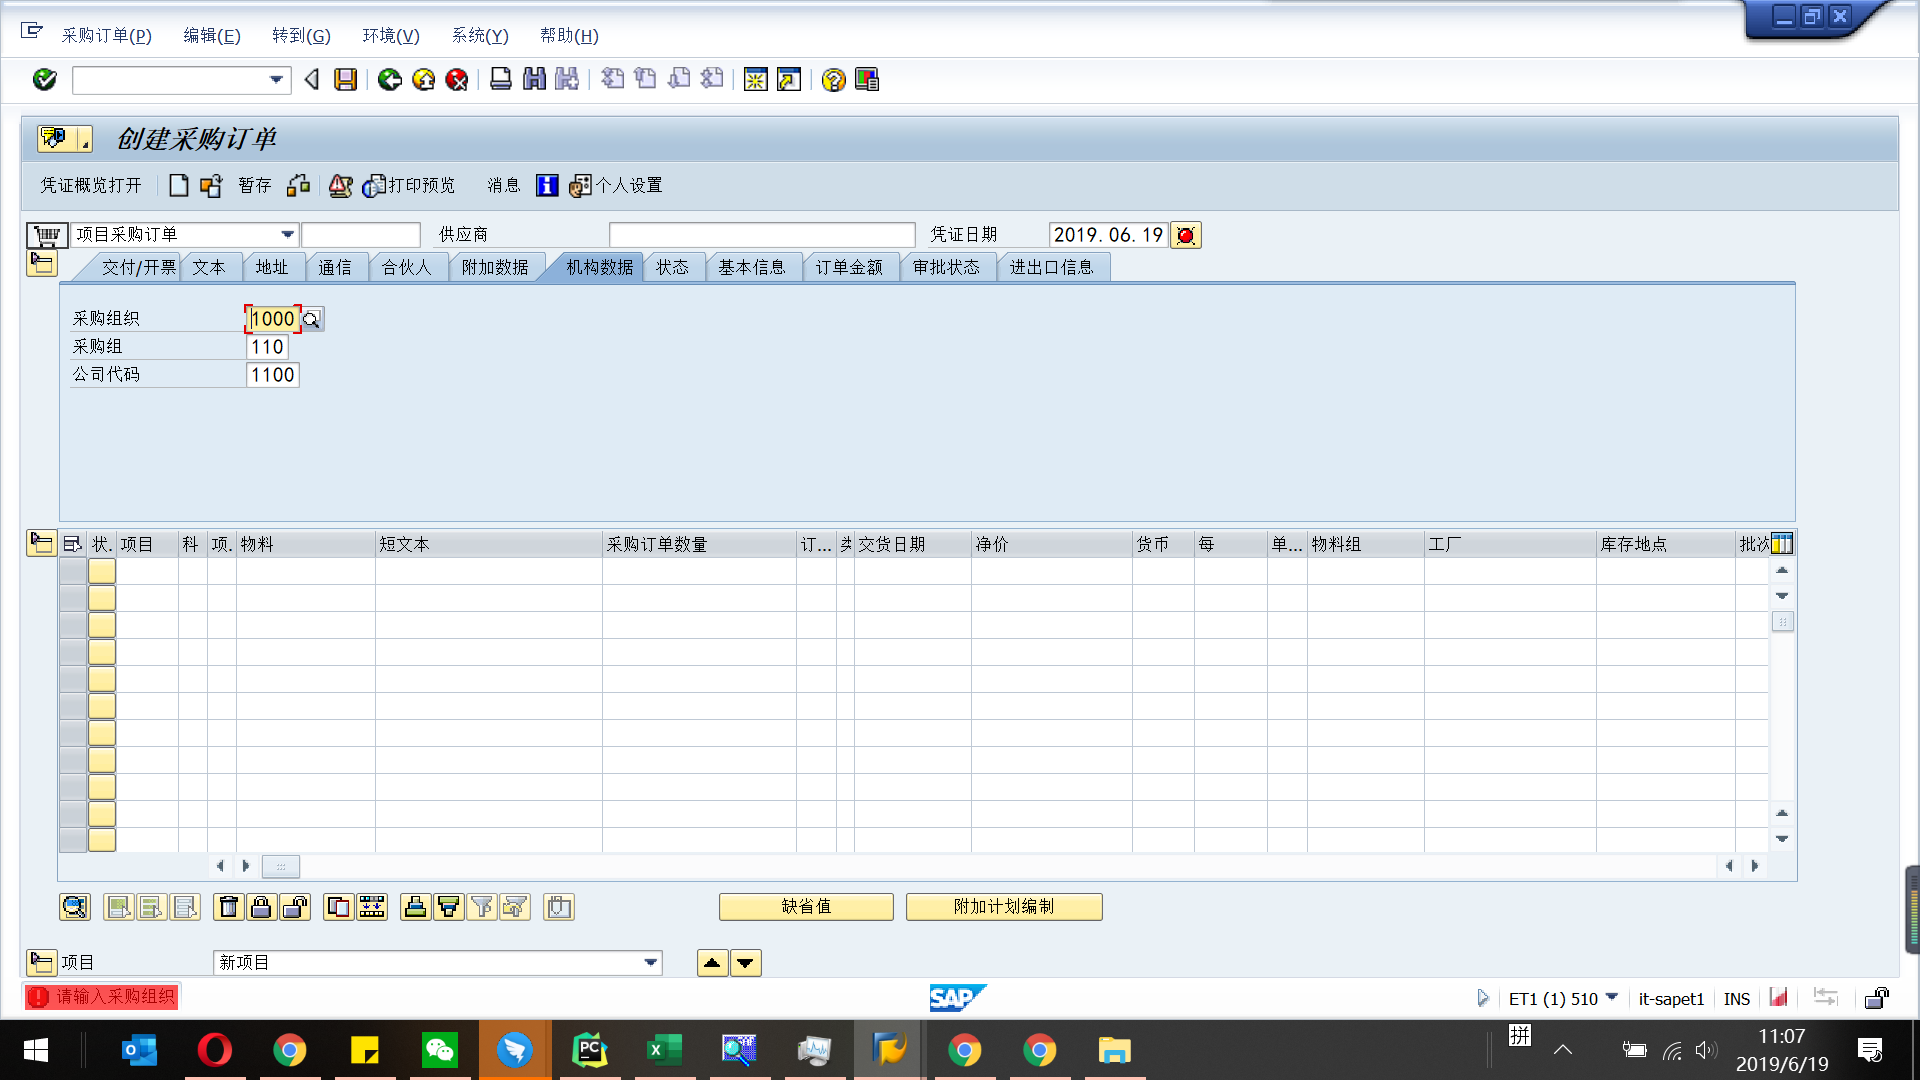 采购订单(P) 编辑(E) 转到(G) 环境(V) 系统(Y) 帮助(H)
创建采购订单
凭证概览打开 暂存 打印预览 消息 个人设置
项目采购订单 供应商 凭证日期 2019.06.19
交付/开票 文本 地址 通信 合伙人 附加数据 机构数据 状态 基本信息 订单金额 审批状态 进出口信息
采购组织 1000
采购组 110
公司代码 1100
状. 项目 科 项. 物料 短文本 采购订单数量 订... 交货日期 净价 货币 每 单... 物料组 工厂 库存地点 批次
缺省值 附加计划编制
项目 新项目
请输入采购组织 SAP ET1 (1) 510 it-sapet1 INS
拼 11:07
2019/6/19